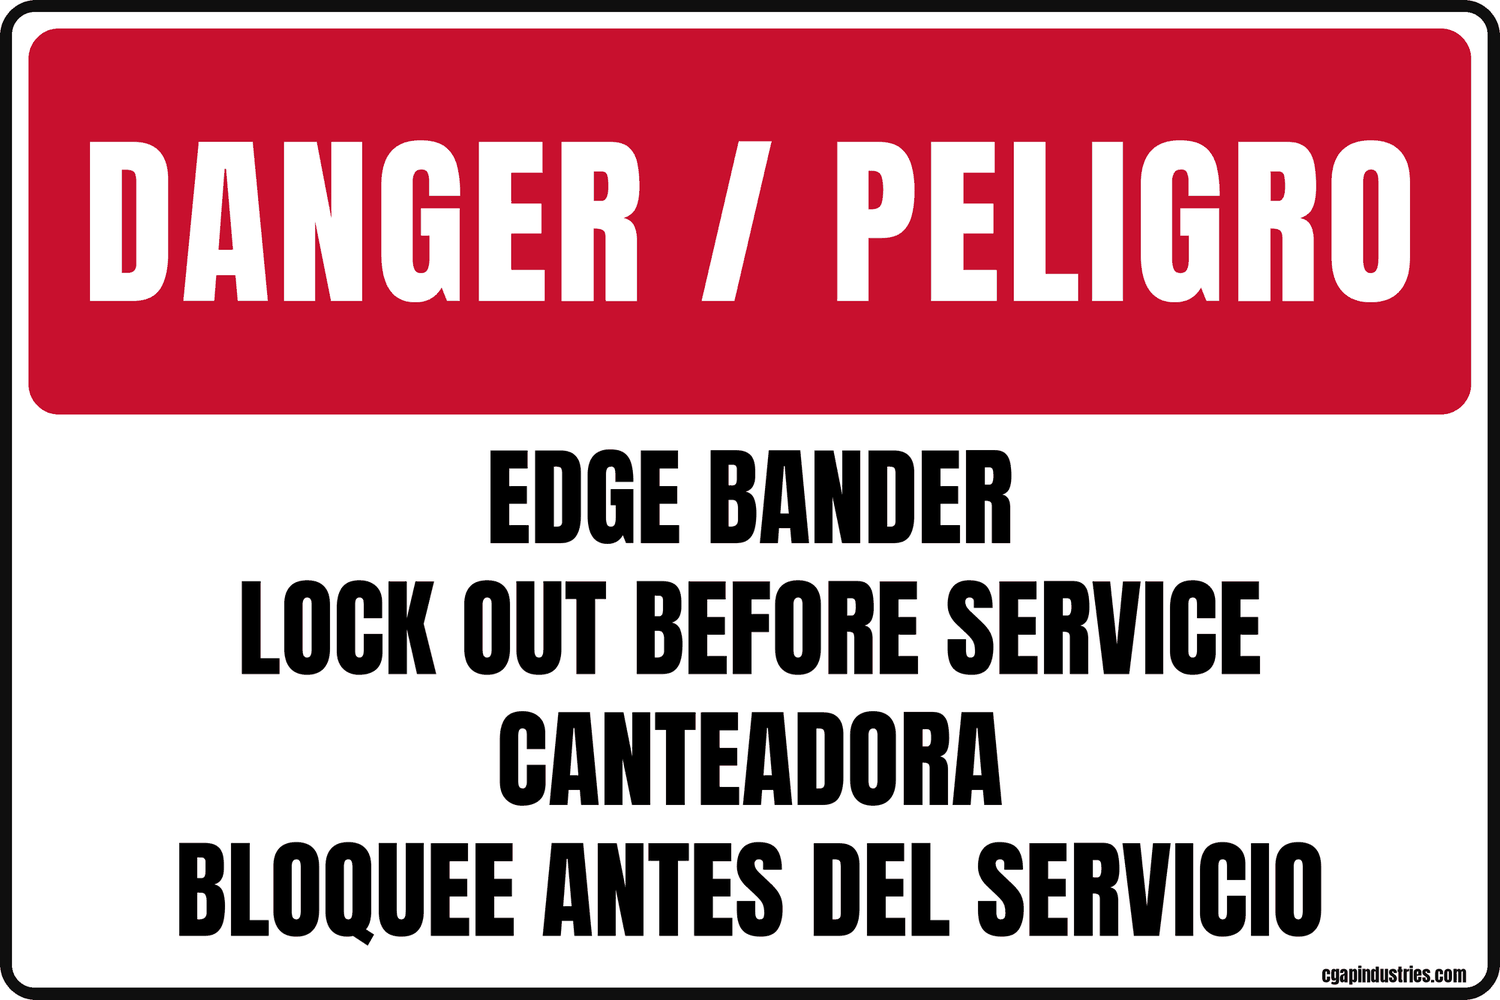 DANGER / PELIGRO
EDGE BANDER
LOCK OUT BEFORE SERVICE
CANTEADORA
BLOQUEE ANTES DEL SERVICIO
cgapindustries.com